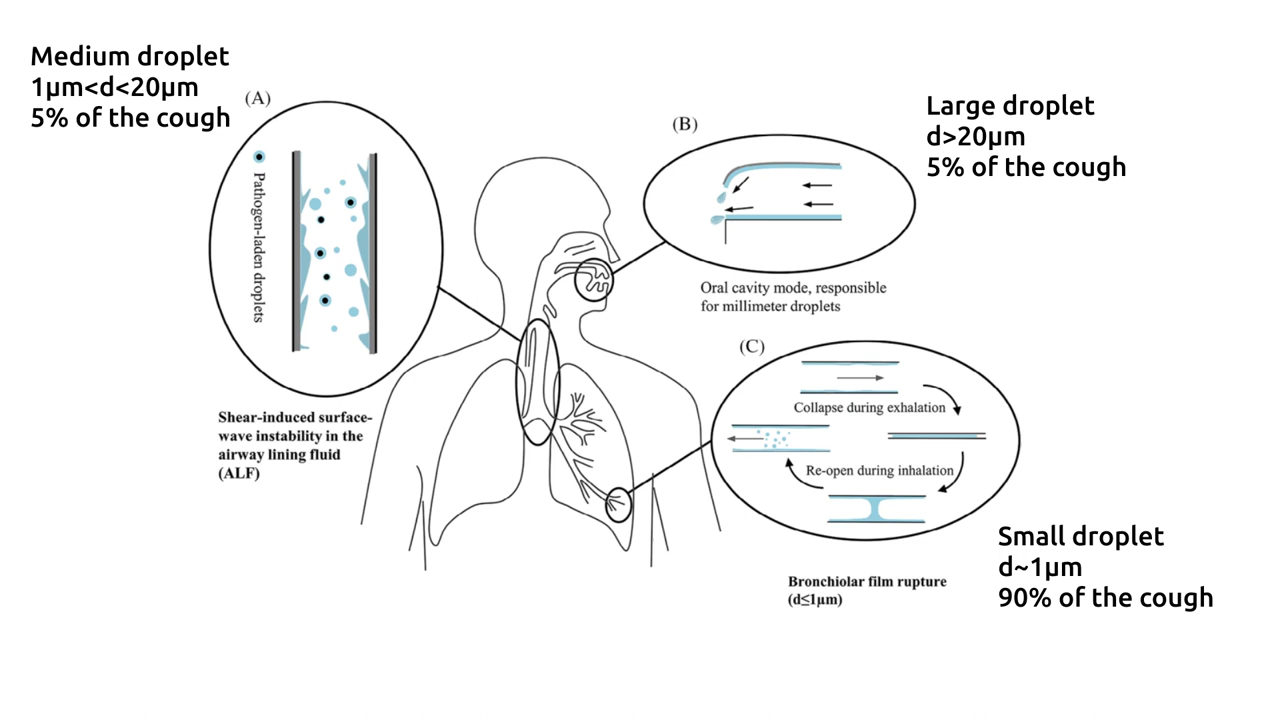 Medium droplet
1µm<d<20µm
5% of the cough
(A)
Pathogen-laden droplets
Shear-induced surface-
wave instability in the
airway lining fluid
(ALF)
(B)
Large droplet
d>20µm
5% of the cough
Oral cavity mode, responsible
for millimeter droplets
(C)
Collapse during exhalation
Re-open during inhalation
Bronchiolar film rupture
(d≤1µm)
Small droplet
d~1µm
90% of the cough